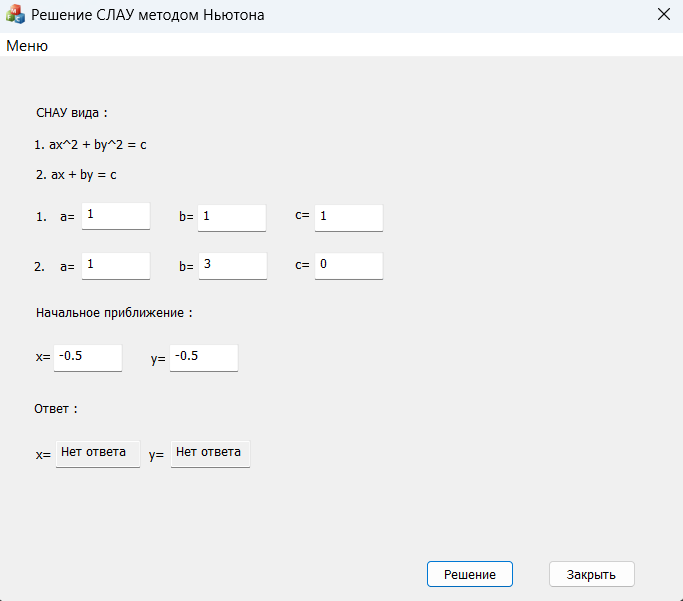 Решение СЛАУ методом Ньютона
Меню
СНАУ вида :
1. ax^2 + by^2 = c
2. ax + by = c
1. a= 1 b= 1 c= 1
2. a= 1 b= 3 c= 0
Начальное приближение :
x= -0.5 y= -0.5
Ответ :
x= Нет ответа y= Нет ответа
Решение Закрыть